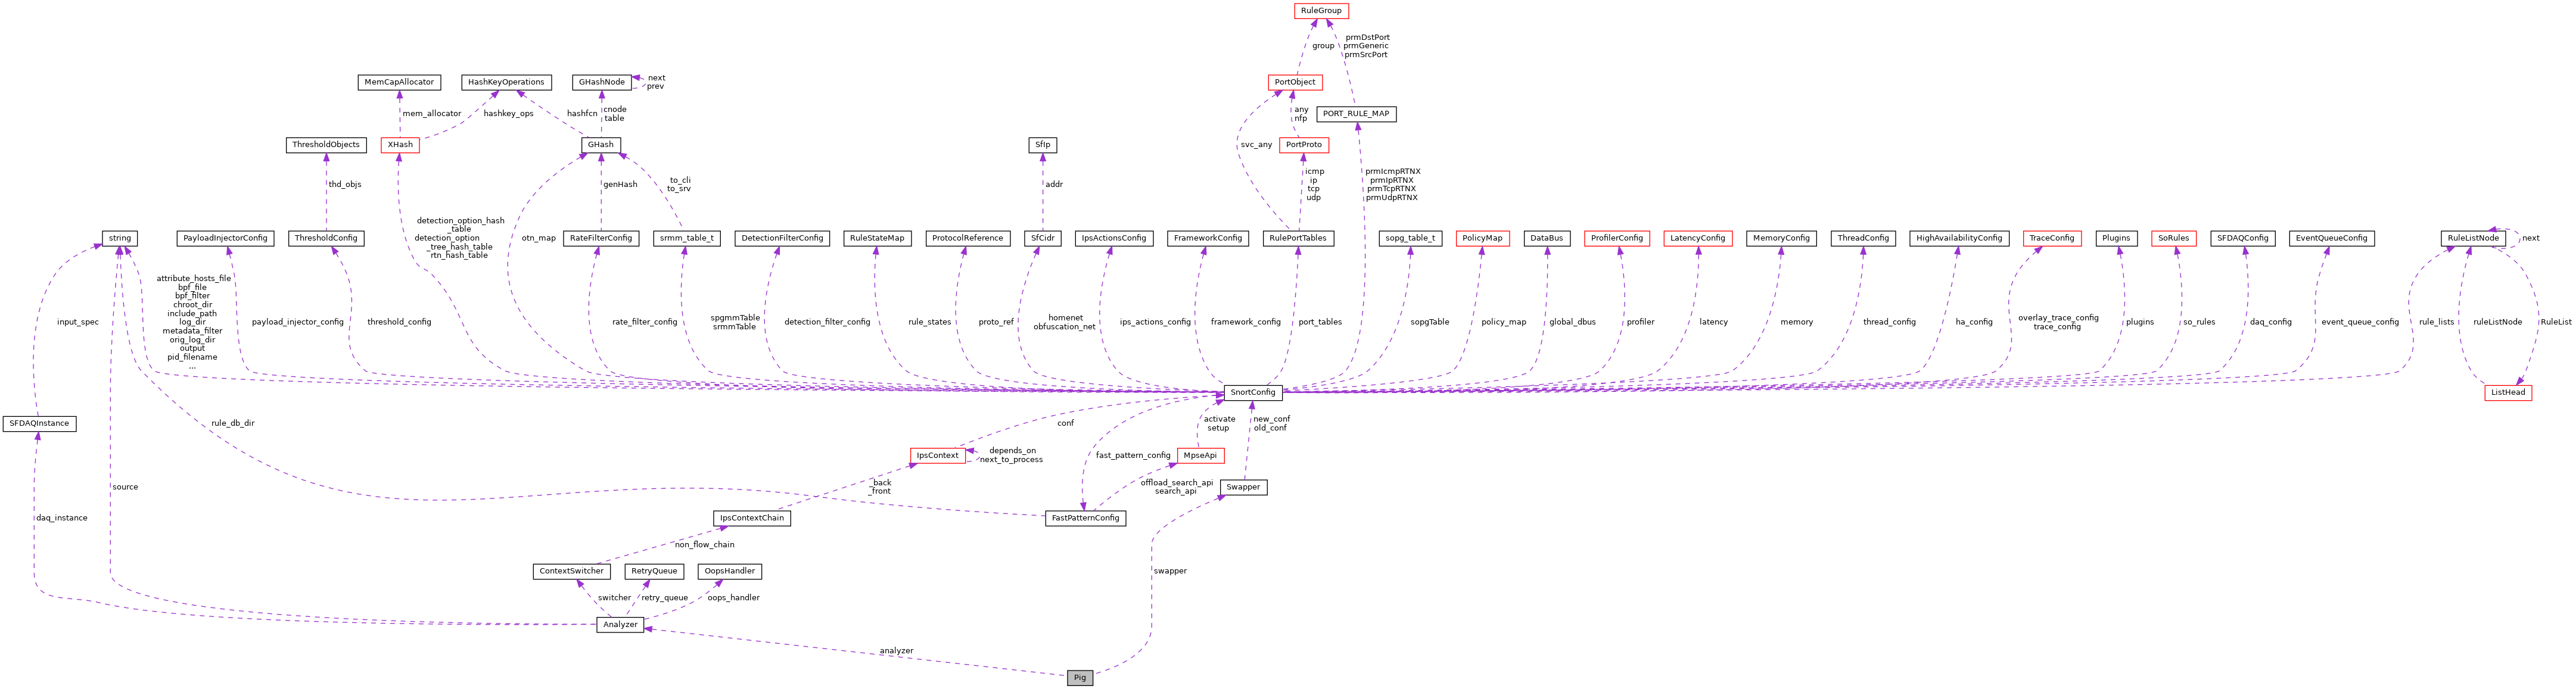 RuleGroup
prmDstPort
group
prmGeneric
prmSrcPort
MemCapAllocator
HashKeyOperations
GHashNode
next
prev
PortObject
mem_allocator
hashkey_ops
hashfcn
cnode
table
any
nfp
PORT_RULE_MAP
ThresholdObjects
XHash
GHash
SfIp
svc_any
PortProto
thd_objs
genHash
to_cli
to_srv
addr
icmp
ip
tcp
udp
prmIcmpRTNX
prmIpRTNX
prmTcpRTNX
prmUdpRTNX
detection_option_hash
_table
detection_option
_tree_hash_table
rtn_hash_table
otn_map
string
PayloadInjectorConfig
ThresholdConfig
RateFilterConfig
srmm_table_t
DetectionFilterConfig
RuleStateMap
ProtocolReference
SfCidr
IpsActionsConfig
FrameworkConfig
RulePortTables
sopg_table_t
PolicyMap
DataBus
ProfilerConfig
LatencyConfig
MemoryConfig
ThreadConfig
HighAvailabilityConfig
TraceConfig
Plugins
SoRules
SFDAQConfig
EventQueueConfig
RuleListNode
next
input_spec
attribute_hosts_file
bpf_file
bpf_filter
chroot_dir
include_path
log_dir
metadata_filter
orig_log_dir
output
pid_filename
...
payload_injector_config
threshold_config
rate_filter_config
spgmmTable
srmmTable
detection_filter_config
rule_states
proto_ref
homenet
obfuscation_net
ips_actions_config
framework_config
port_tables
sopgTable
policy_map
global_dbus
profiler
latency
memory
thread_config
ha_config
overlay_trace_config
trace_config
plugins
so_rules
daq_config
event_queue_config
rule_lists
ruleListNode
RuleList
SnortConfig
ListHead
SFDAQInstance
rule_db_dir
conf
activate
setup
new_conf
old_conf
IpsContext
depends_on
next_to_process
fast_pattern_config
MpseApi
source
_back
_front
offload_search_api
search_api
Swapper
daq_instance
IpsContextChain
FastPatternConfig
non_flow_chain
ContextSwitcher
RetryQueue
OopsHandler
swapper
switcher
retry_queue
oops_handler
Analyzer
analyzer
Pig